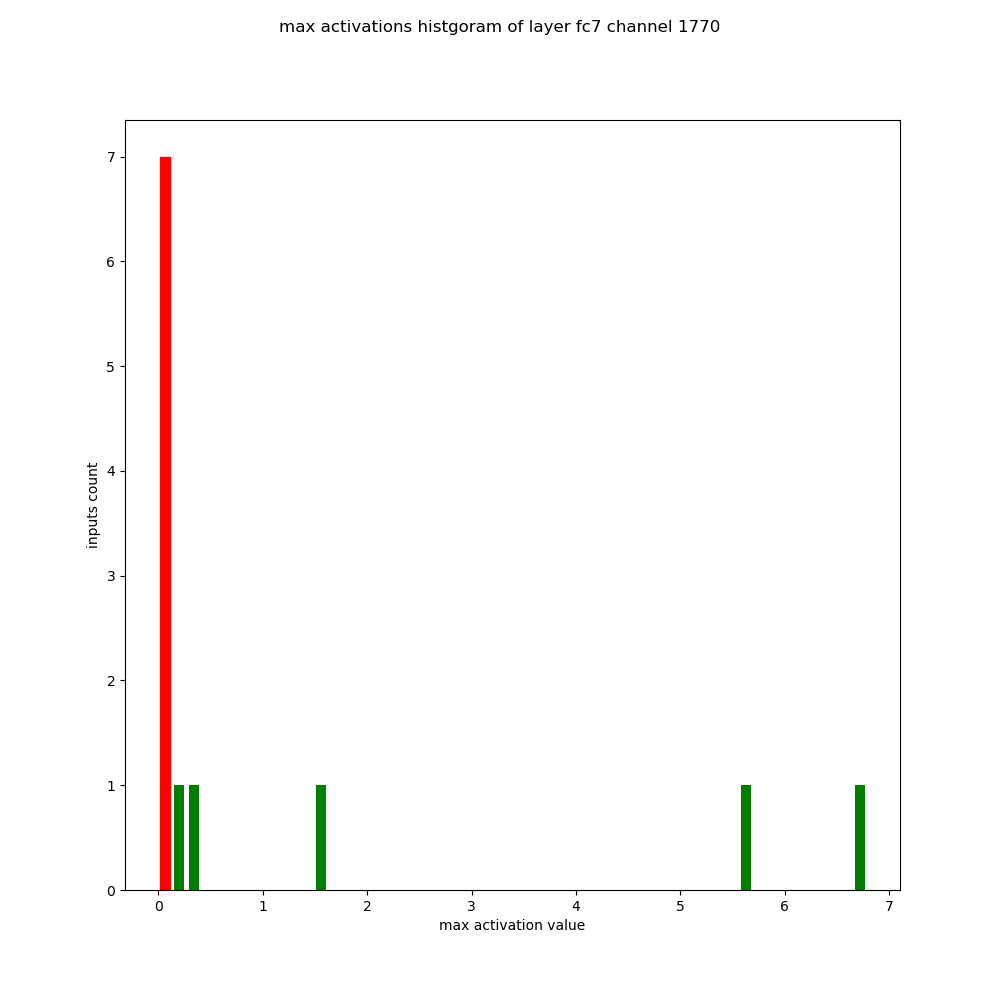 max activations histgoram of layer fc7 channel 1770
7
6
5
4
3
2
1
0
inputs count
0 1 2 3 4 5 6 7
max activation value